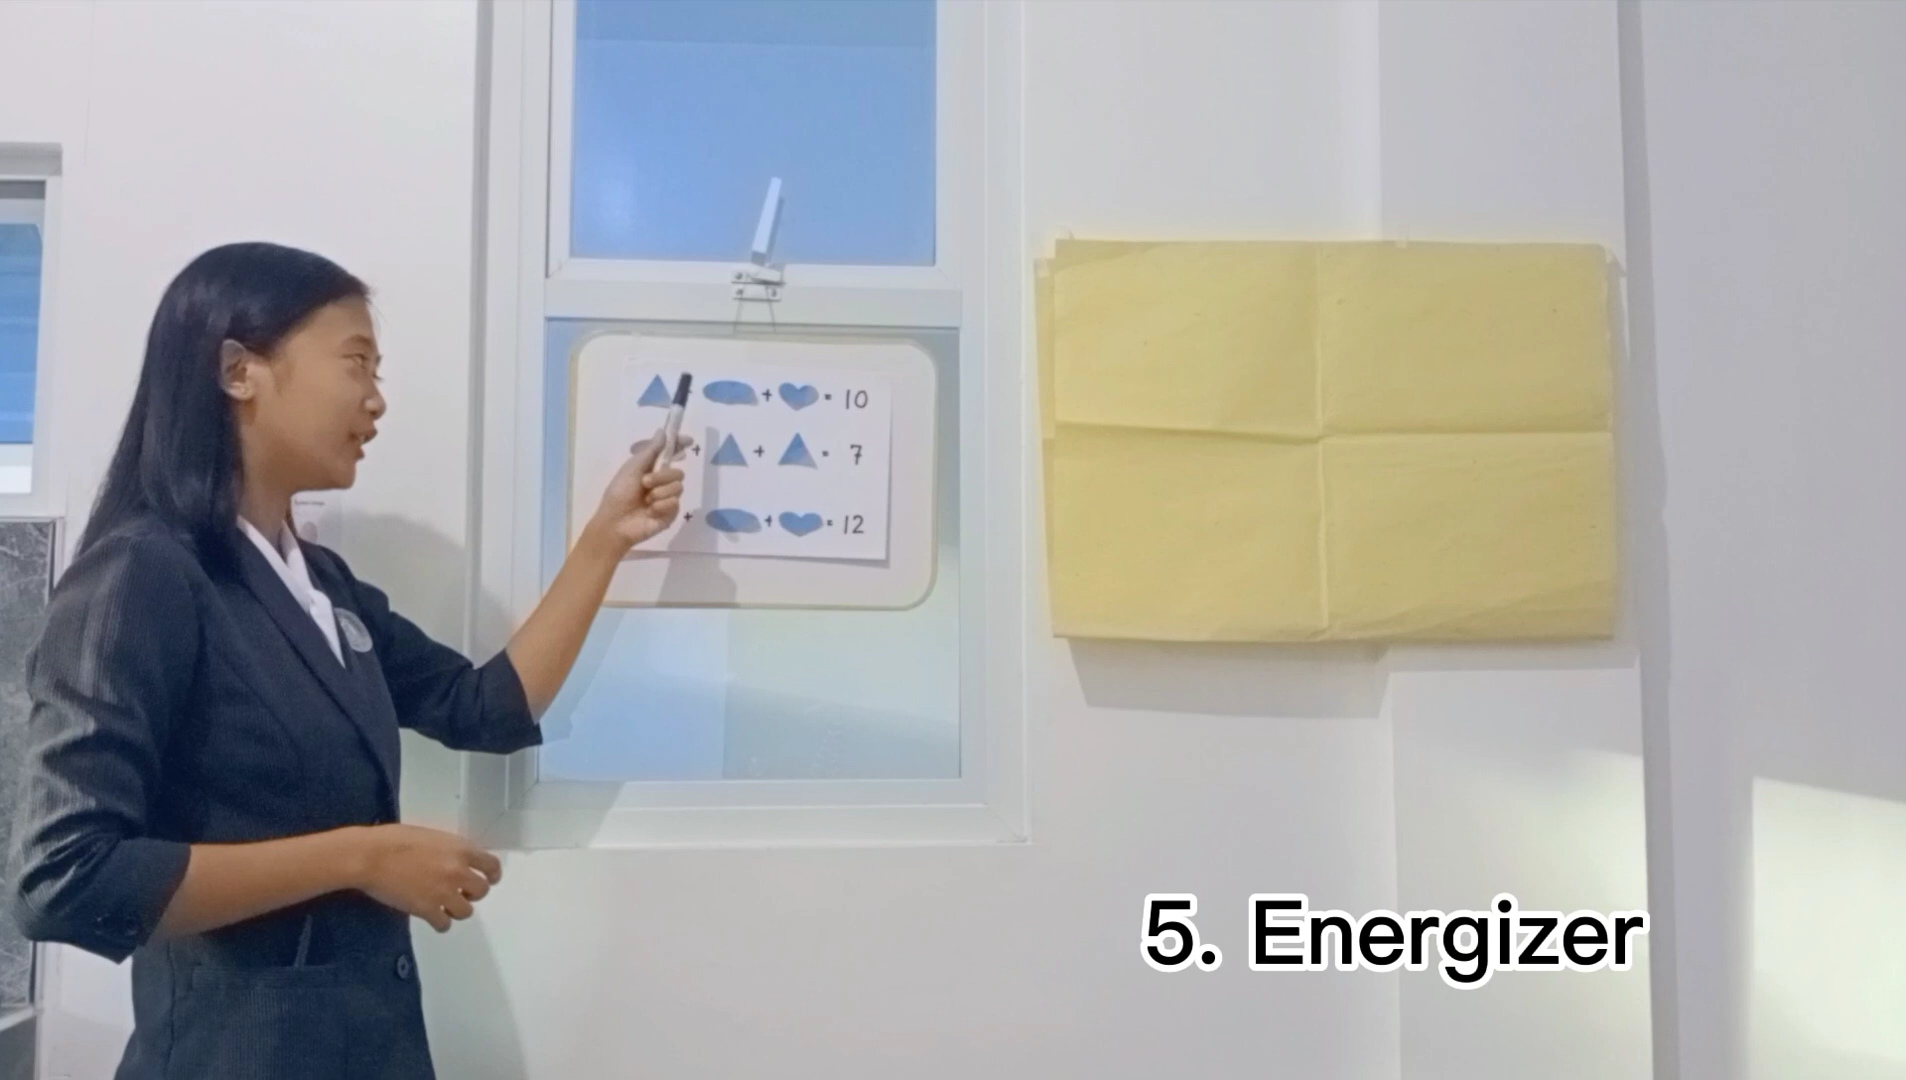 + + = 10
+ + = 7
+ + = 12
5. Energizer